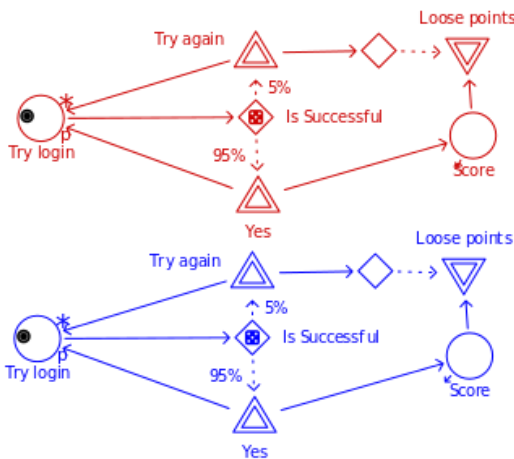 Loose points
Try again
5%
*
Is Successful
p
Try login
95%
Score
Yes
Loose points
Try again
5%
*
Is Successful
p
Try login
95%
Score
Yes